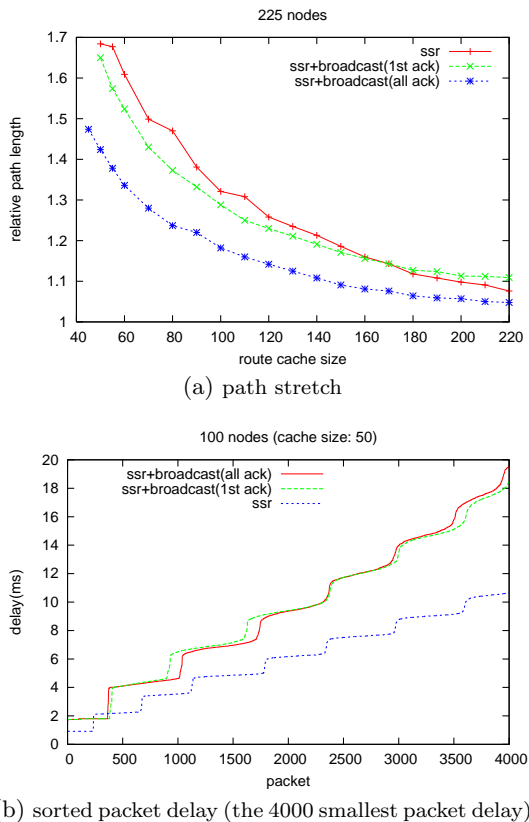 225 nodes
ssr
ssr+broadcast(1st ack)
ssr+broadcast(all ack)
1.7
1.6
1.5
1.4
1.3
1.2
1.1
1
relative path length
40 60 80 100 120 140 160 180 200 220
route cache size
(a) path stretch
100 nodes (cache size: 50)
ssr+broadcast(all ack)
ssr+broadcast(1st ack)
ssr
20
18
16
14
12
10
8
6
4
2
0
delay(ms)
0 500 1000 1500 2000 2500 3000 3500 4000
packet
b) sorted packet delay (the 4000 smallest packet delay)